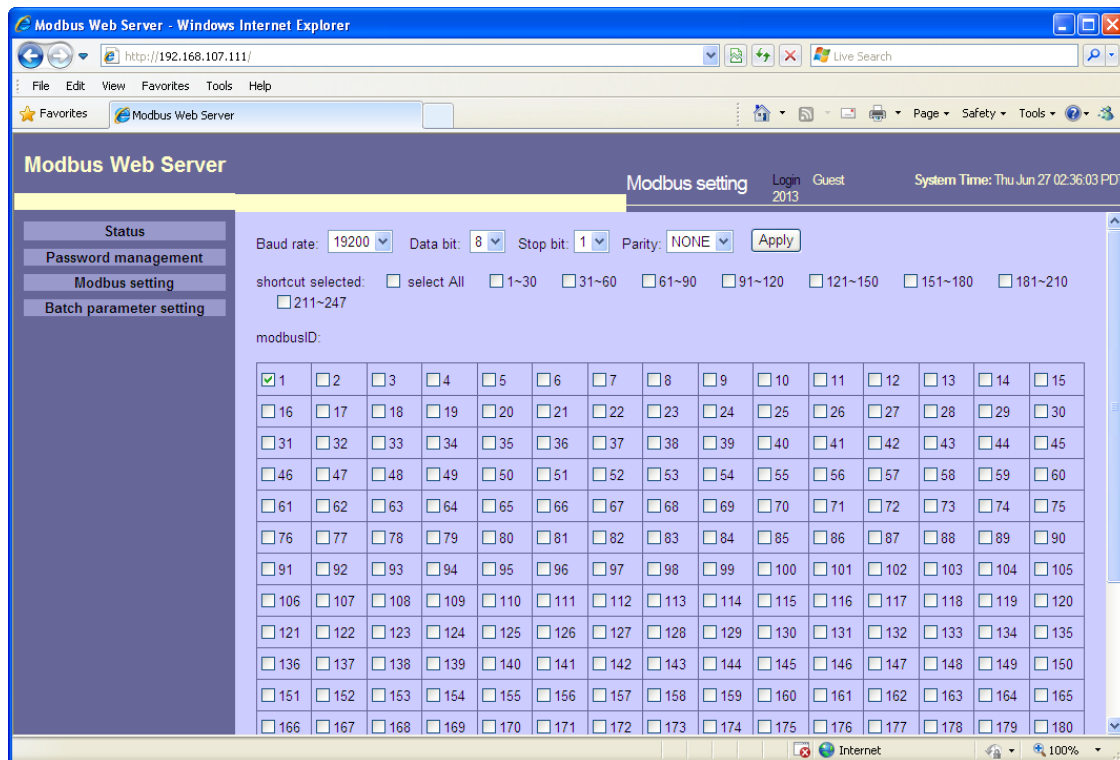 Modbus Web Server - Windows Internet Explorer
http://192.168.107.111/
Live Search
File Edit View Favorites Tools Help
Favorites Modbus Web Server Page Safety Tools
Modbus Web Server
Modbus setting Login Guest System Time: Thu Jun 27 02:36:03 PDT
2013
Status
Password management
Modbus setting
Batch parameter setting
Baud rate: 19200 Data bit: 8 Stop bit: 1 Parity: NONE Apply
shortcut selected: select All 1~30 31~60 61~90 91~120 121~150 151~180 181~210
211~247
modbusID:
1 2 3 4 5 6 7 8 9 10 11 12 13 14 15
16 17 18 19 20 21 22 23 24 25 26 27 28 29 30
31 32 33 34 35 36 37 38 39 40 41 42 43 44 45
46 47 48 49 50 51 52 53 54 55 56 57 58 59 60
61 62 63 64 65 66 67 68 69 70 71 72 73 74 75
76 77 78 79 80 81 82 83 84 85 86 87 88 89 90
91 92 93 94 95 96 97 98 99 100 101 102 103 104 105
106 107 108 109 110 111 112 113 114 115 116 117 118 119 120
121 122 123 124 125 126 127 128 129 130 131 132 133 134 135
136 137 138 139 140 141 142 143 144 145 146 147 148 149 150
151 152 153 154 155 156 157 158 159 160 161 162 163 164 165
166 167 168 169 170 171 172 173 174 175 176 177 178 179 180
Internet 100%